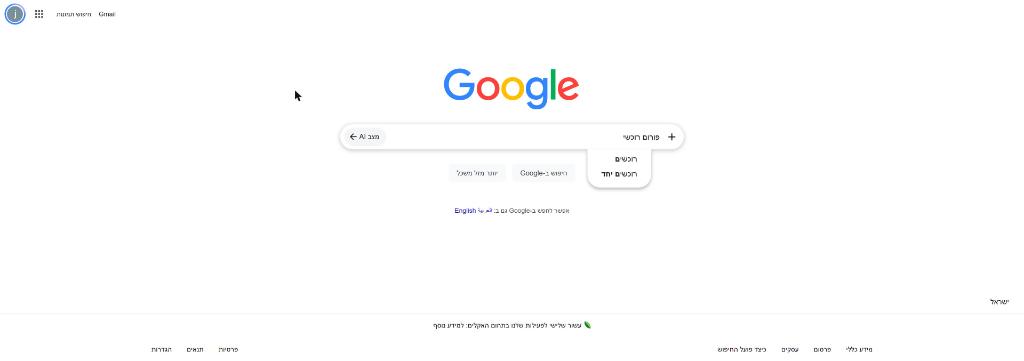 Gmail חיפוש תמונות j
Google
פורום רוכשי מצב AI
רוכשים
רוכשים יחד
חיפוש ב-Google יותר מזל משכל
אפשר לחפש ב-Google גם ב: العربية English
ישראל
עשור שלישי לפעילות שלנו בתחום האקלים: למידע נוסף
מידע כללי פרסום עסקים כיצד פועל החיפוש פרטיות תנאים הגדרות